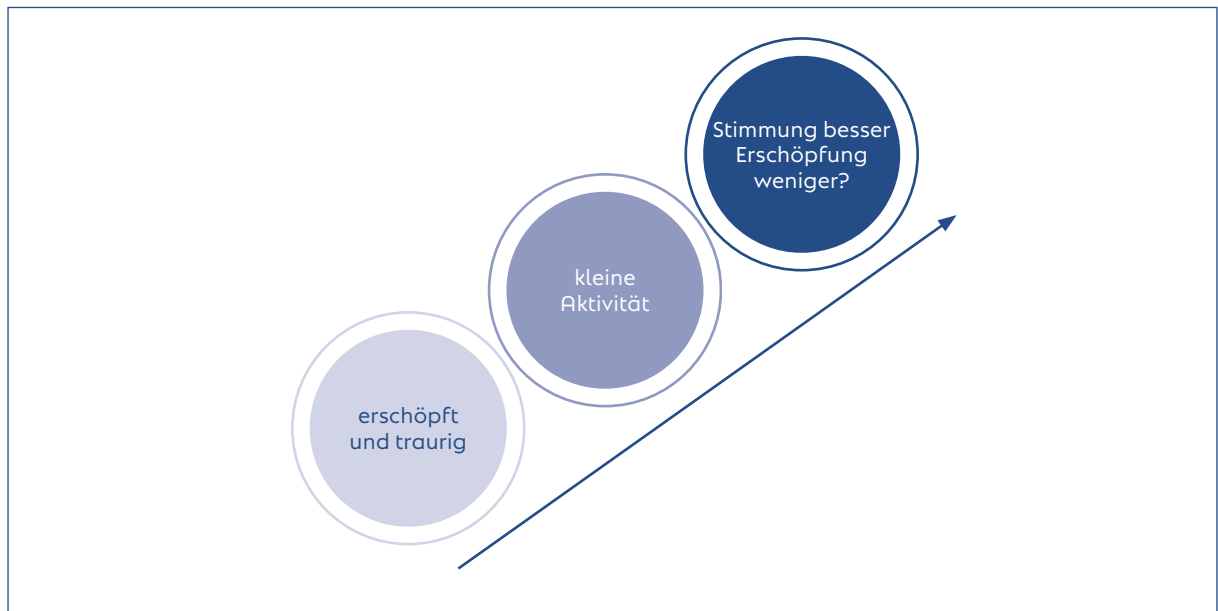 Stimmung besser
Erschöpfung
weniger?
kleine
Aktivität
erschöpft
und traurig